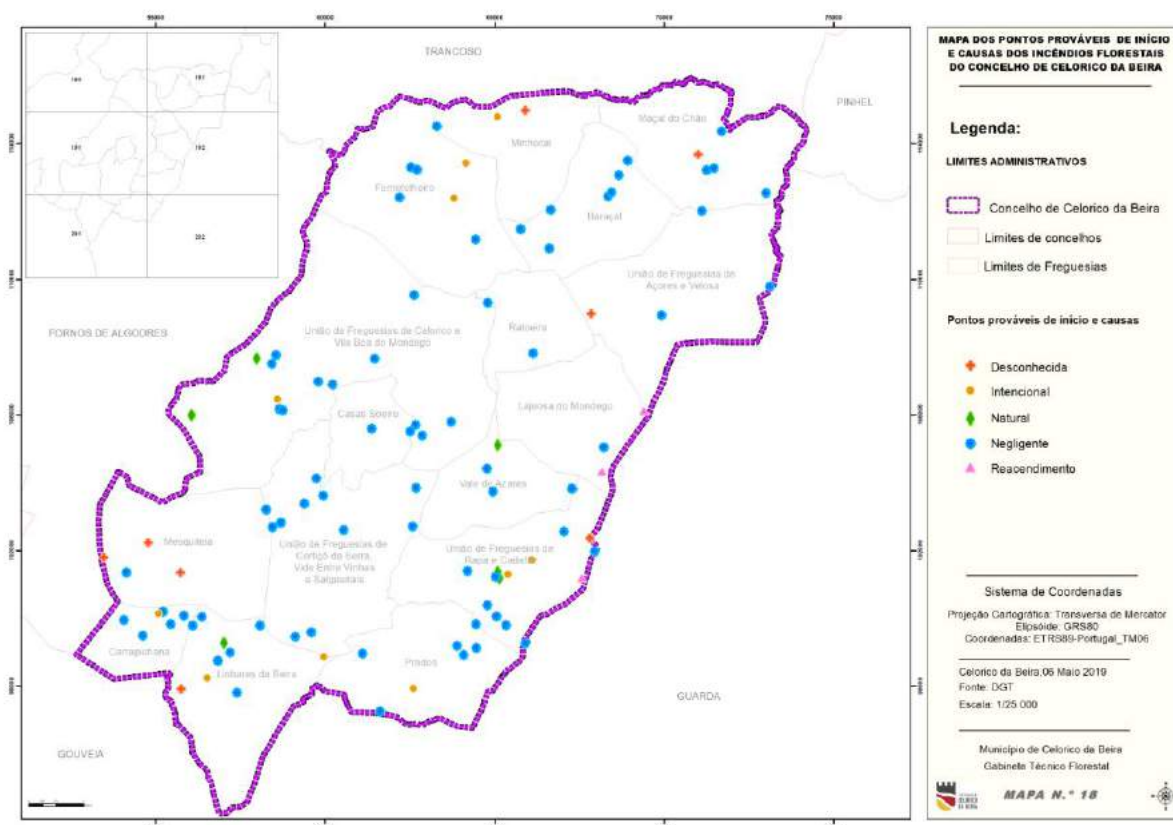 TRANCOSO
PINHEL
Maçal do Chão
Minhocal
Fornotelheiro
Baraçal
União de Freguesias de
Açores e Velosa
FORNOS DE ALGODRES
União de Freguesias de Celorico e
Vila Boa do Mondego
Ratoeira
Lajeosa do Mondego
Casas Soeiro
Vale de Azares
Mesquitela
União de Freguesias de
Cortiçô da Serra,
Vide Entre Vinhas
e Salgueirais
União de Freguesias de
Rapa e Cadafaz
Carrapichana
Linhares da Beira
Prados
GUARDA
GOUVEIA
MAPA DOS PONTOS PROVÁVEIS DE INÍCIO
E CAUSAS DOS INCÊNDIOS FLORESTAIS
DO CONCELHO DE CELORICO DA BEIRA
Legenda:
LIMITES ADMINISTRATIVOS
Concelho de Celorico da Beira
Limites de concelhos
Limites de Freguesias
Pontos prováveis de início e causas
Desconhecida
Intencional
Natural
Negligente
Reacendimento
Sistema de Coordenadas
Projeção Cartográfica: Transversa de Mercator
Elipsóide: GRS80
Coordenadas: ETRS89-Portugal_TM06
Celorico da Beira,06 Maio 2019
Fonte: DGT
Escala: 1/25 000
Município de Celorico da Beira
Gabinete Técnico Florestal
MAPA N.º 18